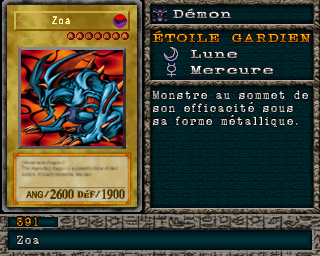 Zoa
ANG/2600 DÉF/1900
Démon
ÉTOILE GARDIEN
Lune
Mercure
Monstre au sommet de
son efficacité sous
sa forme métallique.
391
Zoa